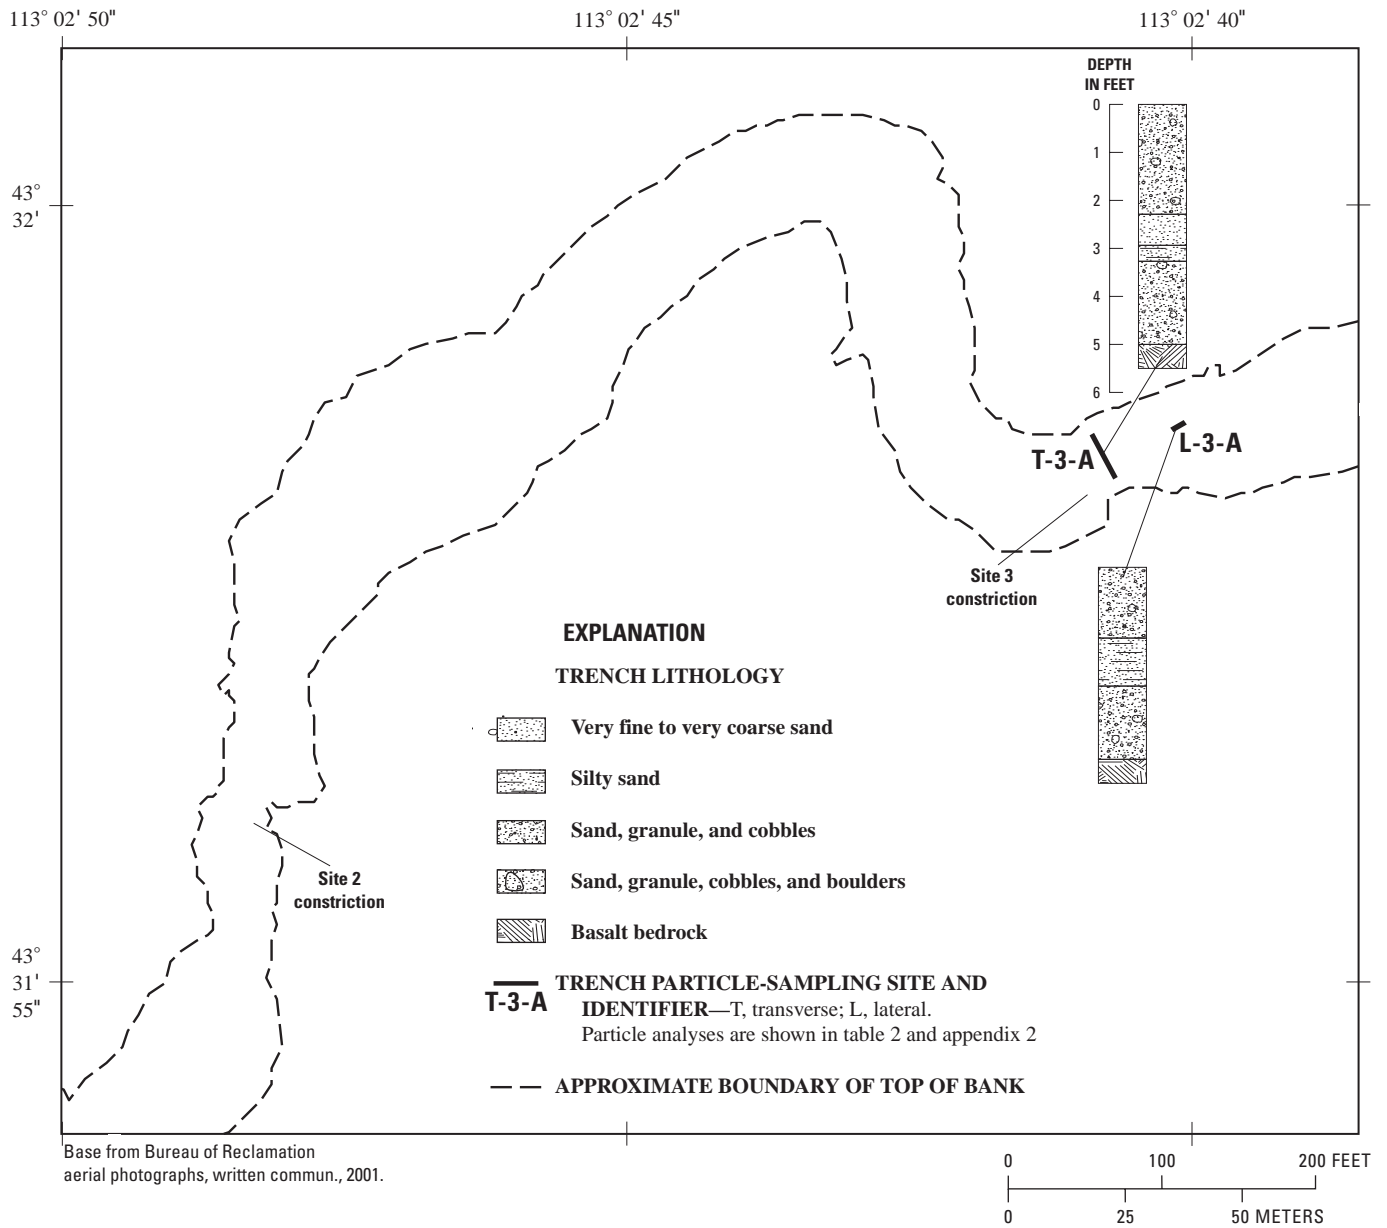 113° 02' 50"
113° 02' 45"
113° 02' 40"
DEPTH
IN FEET
0
1
2
3
4
5
6
43°
32'
T-3-A
L-3-A
Site 3
constriction
EXPLANATION
TRENCH LITHOLOGY
Very fine to very coarse sand
Silty sand
Sand, granule, and cobbles
Sand, granule, cobbles, and boulders
Basalt bedrock
T-3-A
TRENCH PARTICLE-SAMPLING SITE AND
IDENTIFIER—T, transverse; L, lateral.
Particle analyses are shown in table 2 and appendix 2
APPROXIMATE BOUNDARY OF TOP OF BANK
Site 2
constriction
43°
31'
55"
Base from Bureau of Reclamation
aerial photographs, written commun., 2001.
0 100 200 FEET
0 25 50 METERS